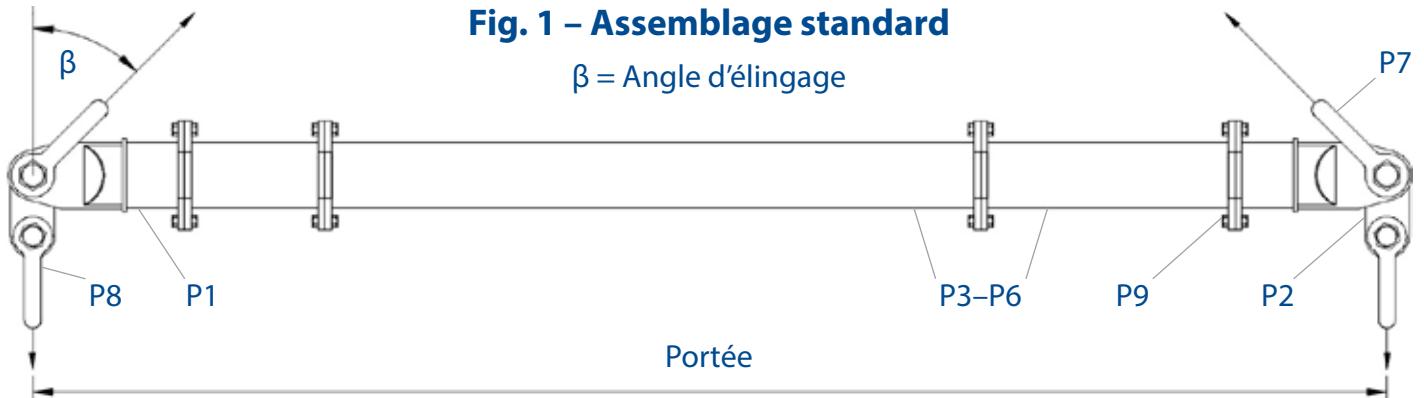 Fig. 1 – Assemblage standard
β = Angle d’élingage
β
P7
P8
P1
P3–P6
P9
P2
Portée